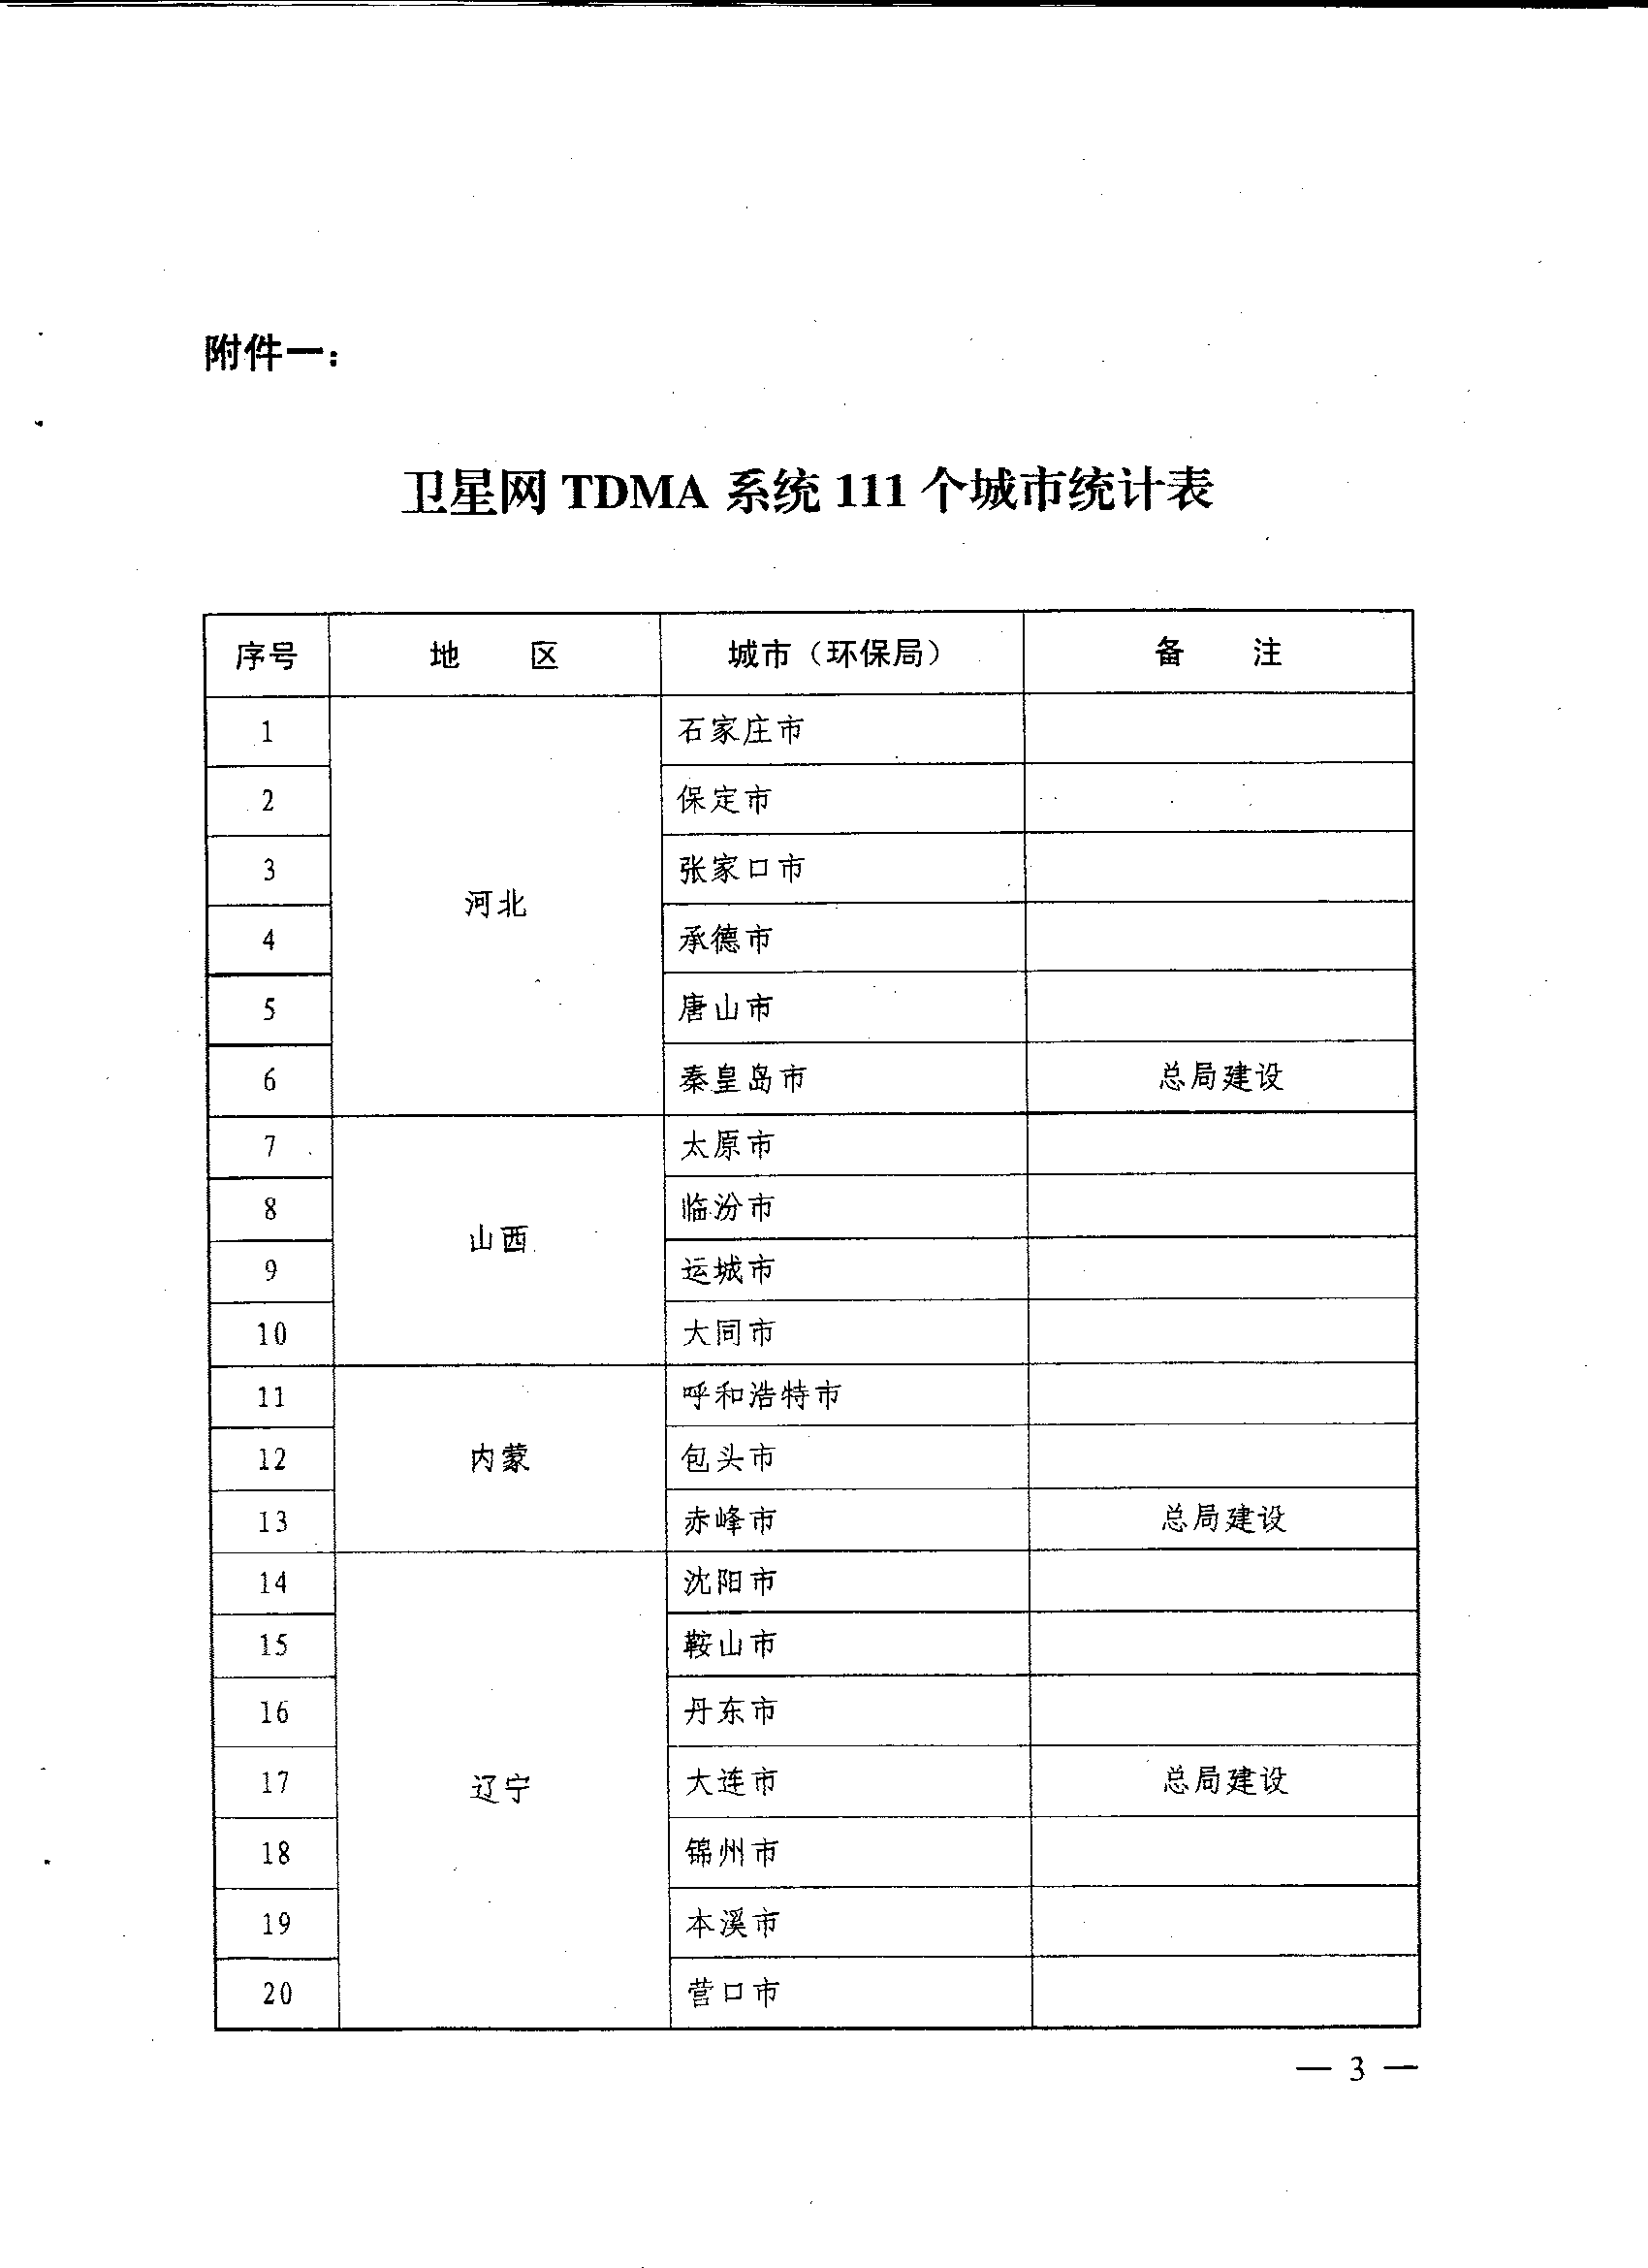 附件一：
卫星网 TDMA 系统 111 个城市统计表
序号 地 区 城市（环保局） 备 注
1 河北 石家庄市
2 保定市
3 张家口市
4 承德市
5 唐山市
6 秦皇岛市 总局建设
7 山西 太原市
8 临汾市
9 运城市
10 大同市
11 内蒙 呼和浩特市
12 包头市
13 赤峰市 总局建设
14 辽宁 沈阳市
15 鞍山市
16 丹东市
17 大连市 总局建设
18 锦州市
19 本溪市
20 营口市
— 3 —